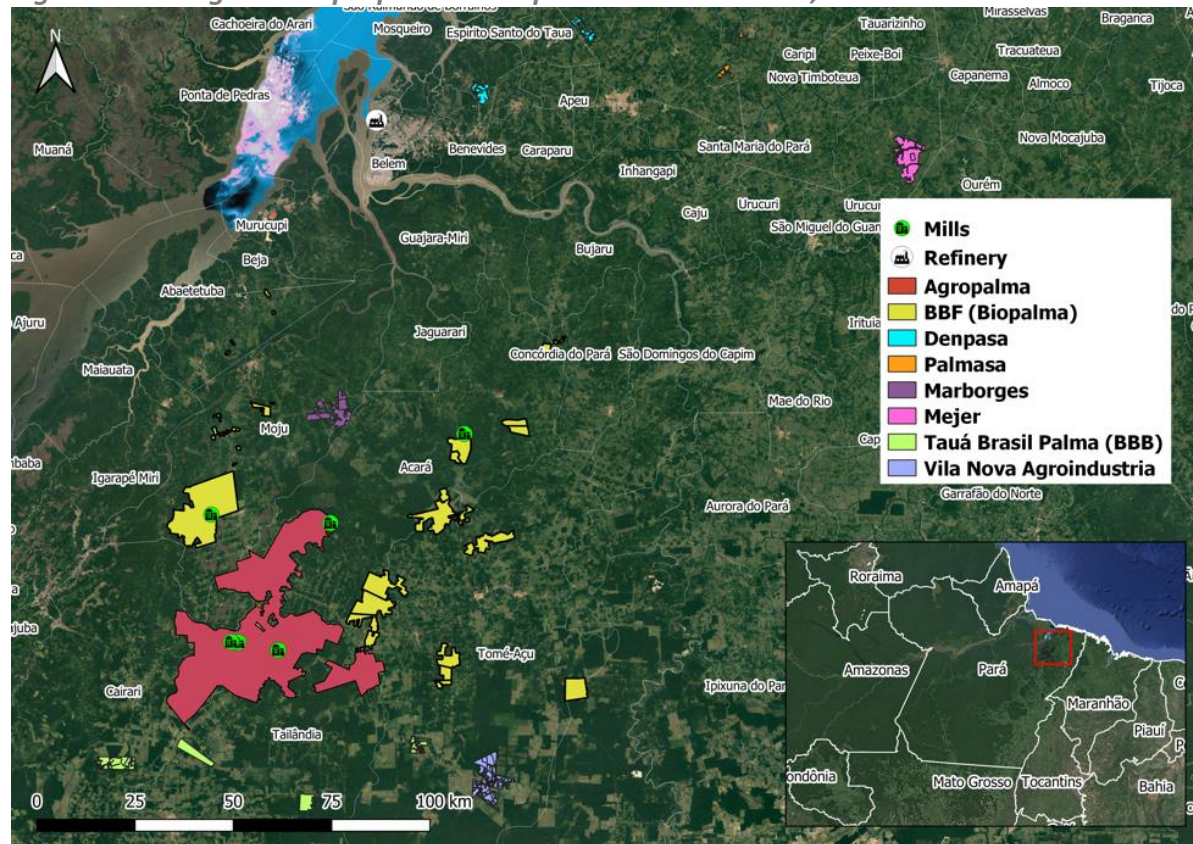 Cachoeira do Arari
Mosqueiro
Espirito Santo do Taua
Tauarizinho
Mirasselvas
Braganca
N
Caripi
Peixe-Boi
Tracuateua
Nova Timboteua
Capanema
Almoco
Tijoca
Ponta de Pedras
Apeu
Muaná
Belem
Benevides
Caraparu
Santa Maria do Pará
Nova Mocajuba
Inhangapi
Ourém
Murucupi
Caju
Urucuri
Guajara-Miri
São Miguel do Guan
Beja
Bujaru
Abaetetuba
Ajuru
Jaguarari
Concórdia do Pará
São Domingos do Capim
Maiauata
Mae do Rio
Moju
Acará
Igarapé Miri
Garrafão do Norte
Aurora do Pará
Tomé-Açu
Ipixuna do Par
Cairari
Tailândia
Mills
Refinery
Agropalma
BBF (Biopalma)
Denpasa
Palmasa
Marborges
Mejer
Tauá Brasil Palma (BBB)
Vila Nova Agroindustria
Roraima
Amapá
Amazonas
Pará
Maranhão
Piauí
ondônia
Mato Grosso
Tocantins
Bahia
0 50 75 100 km